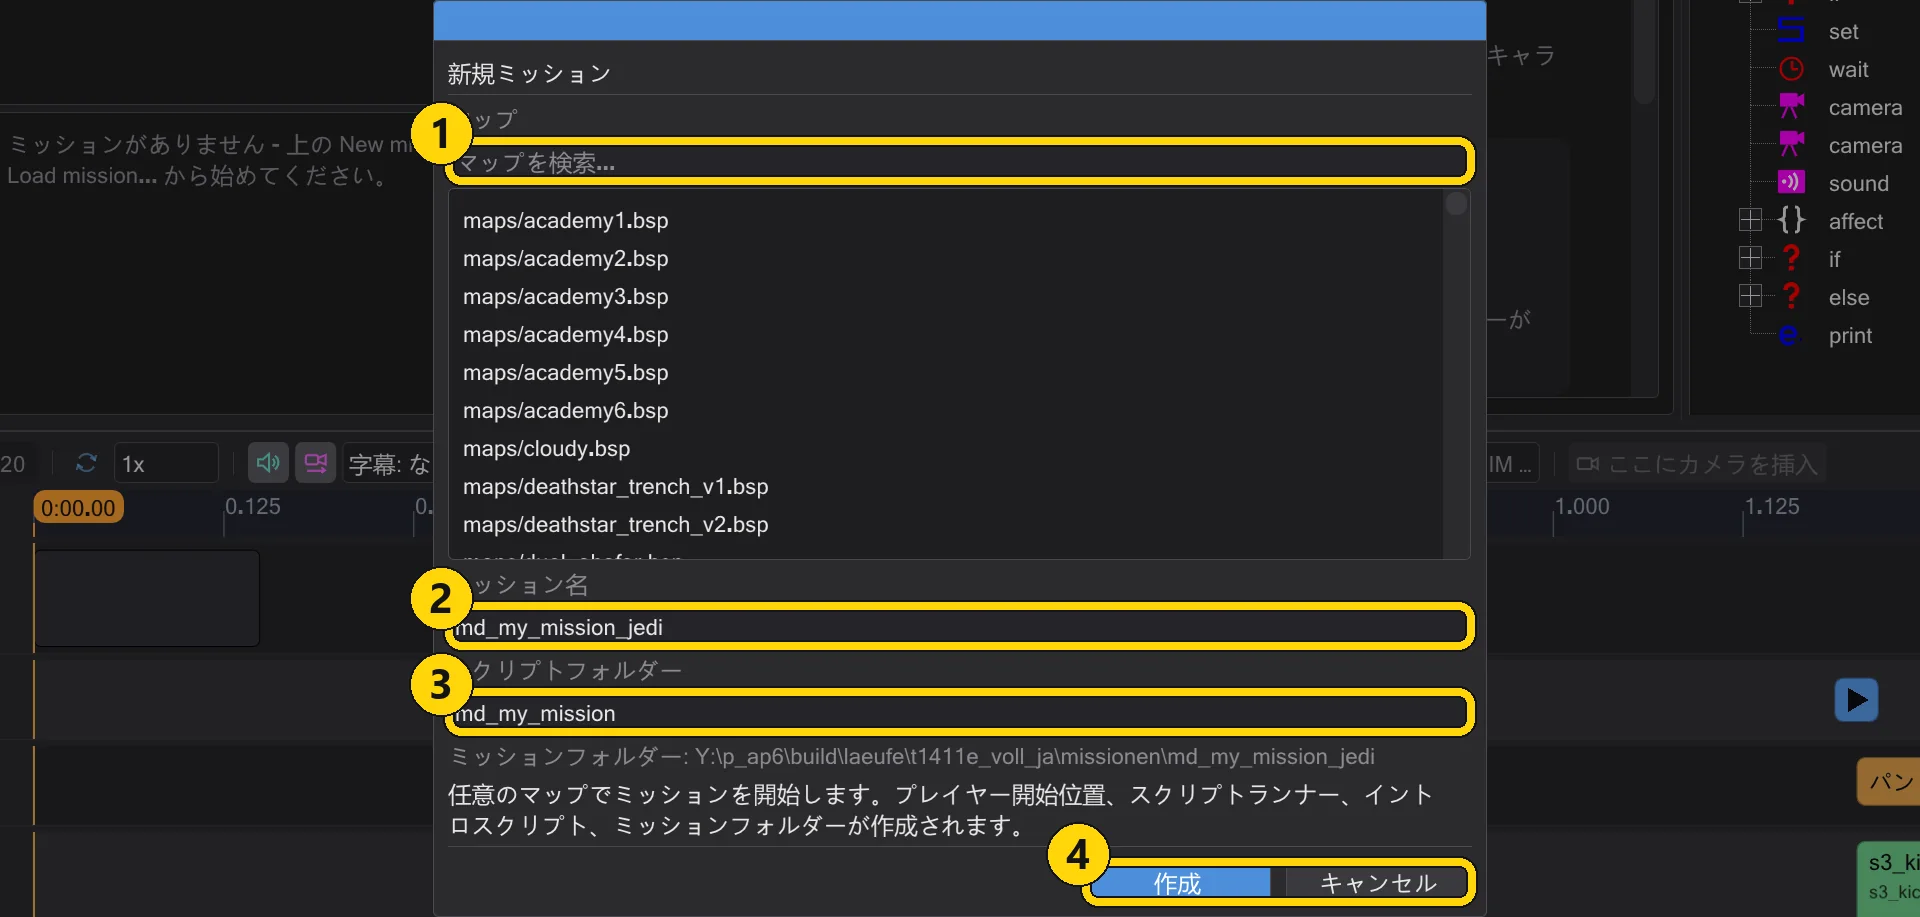 新規ミッション
ップ
マップを検索...
maps/academy1.bsp
maps/academy2.bsp
maps/academy3.bsp
maps/academy4.bsp
maps/academy5.bsp
maps/academy6.bsp
maps/cloudy.bsp
maps/deathstar_trench_v1.bsp
maps/deathstar_trench_v2.bsp
ッション名
md_my_mission_jedi
クリプトフォルダー
md_my_mission
ミッションフォルダー: Y:\p_ap6\build\laeufe\t1411e_voll_ja\missionen\md_my_mission_jedi
任意のマップでミッションを開始します。プレイヤー開始位置、スクリプトランナー、イント
ロスクリプト、ミッションフォルダーが作成されます。
作成
キャンセル
1
2
3
4
ミッションがありません - 上の New
Load mission... から始めてください。
20
1x
字幕: な
0:00.00
0.125
0.
キャラ
ーが
IM ...
ここにカメラを挿入
1.000
1.125
set
wait
camera
camera
sound
affect
if
else
print
パン
s3_ki
s3_kic